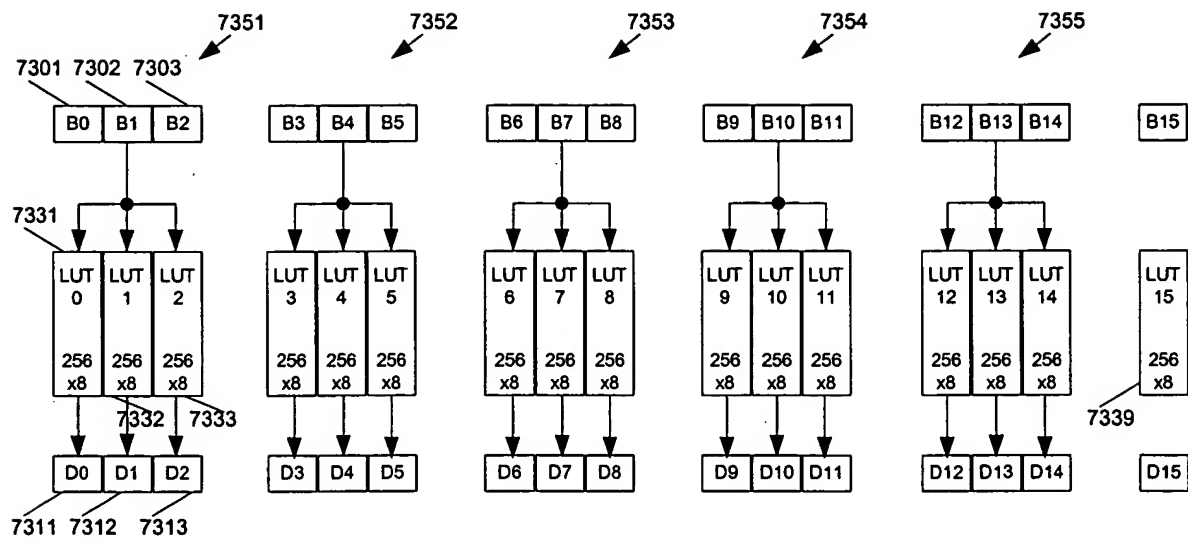 7351 7352 7353 7354 7355
7301 7302 7303
B0 B1 B2 B3 B4 B5 B6 B7 B8 B9 B10 B11 B12 B13 B14 B15
7331
LUT LUT LUT LUT LUT LUT LUT LUT LUT LUT LUT LUT LUT LUT LUT LUT
0 1 2 3 4 5 6 7 8 9 10 11 12 13 14 15
256 256 256 256 256 256 256 256 256 256 256 256 256 256 256 256
x8 x8 x8 x8 x8 x8 x8 x8 x8 x8 x8 x8 x8 x8 x8 x8
7332 7333 7339
D0 D1 D2 D3 D4 D5 D6 D7 D8 D9 D10 D11 D12 D13 D14 D15
7311 7312 7313